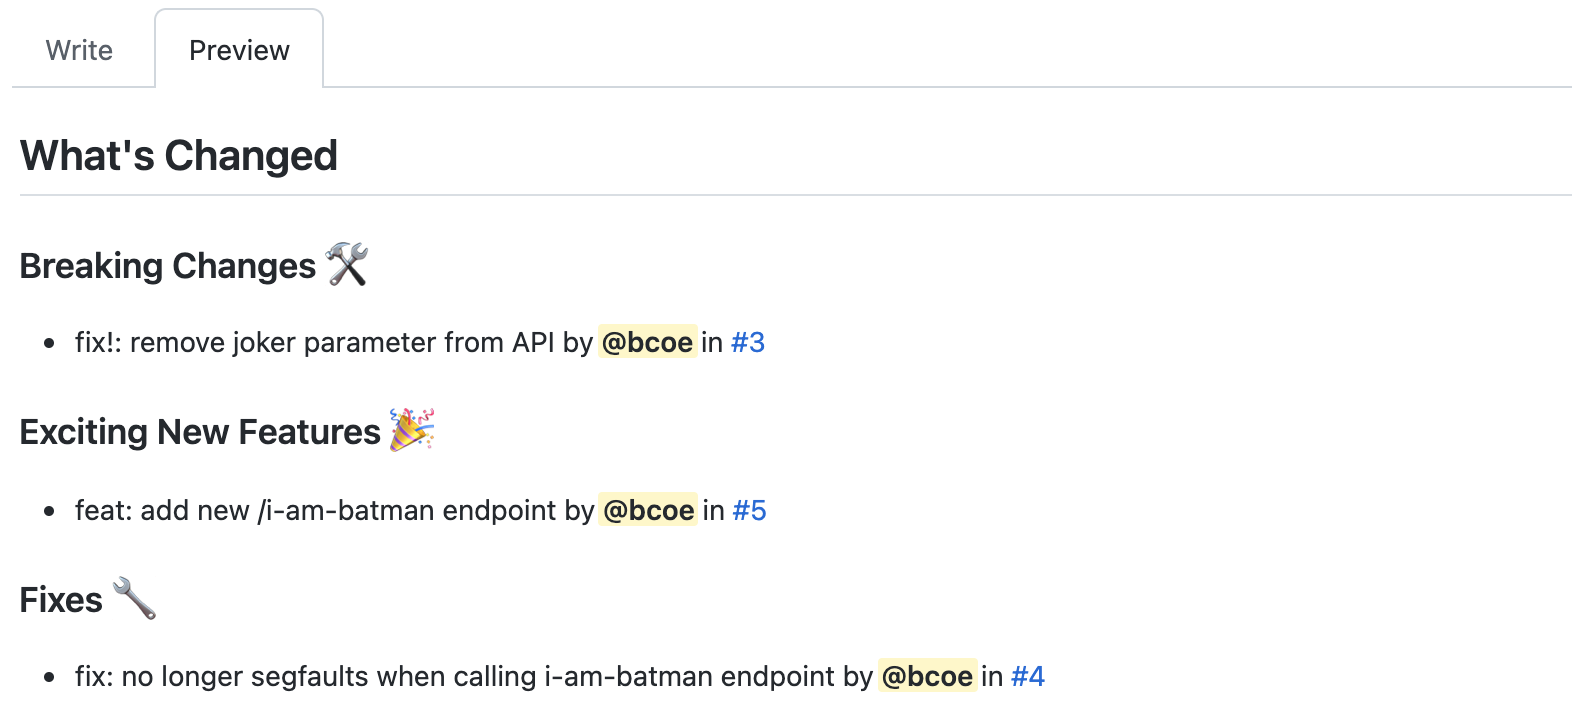 Write
Preview
What's Changed
Breaking Changes 🛠
fix!: remove joker parameter from API by @bcoe in #3
Exciting New Features 🎉
feat: add new /i-am-batman endpoint by @bcoe in #5
Fixes 🔧
fix: no longer segfaults when calling i-am-batman endpoint by @bcoe in #4